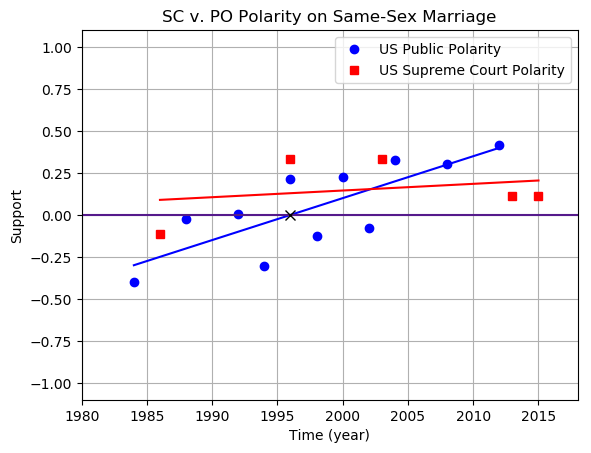 SC v. PO Polarity on Same-Sex Marriage
US Public Polarity
US Supreme Court Polarity
1.00
0.75
0.50
0.25
0.00
−0.25
−0.50
−0.75
−1.00
Support
1980 1985 1990 1995 2000 2005 2010 2015
Time (year)